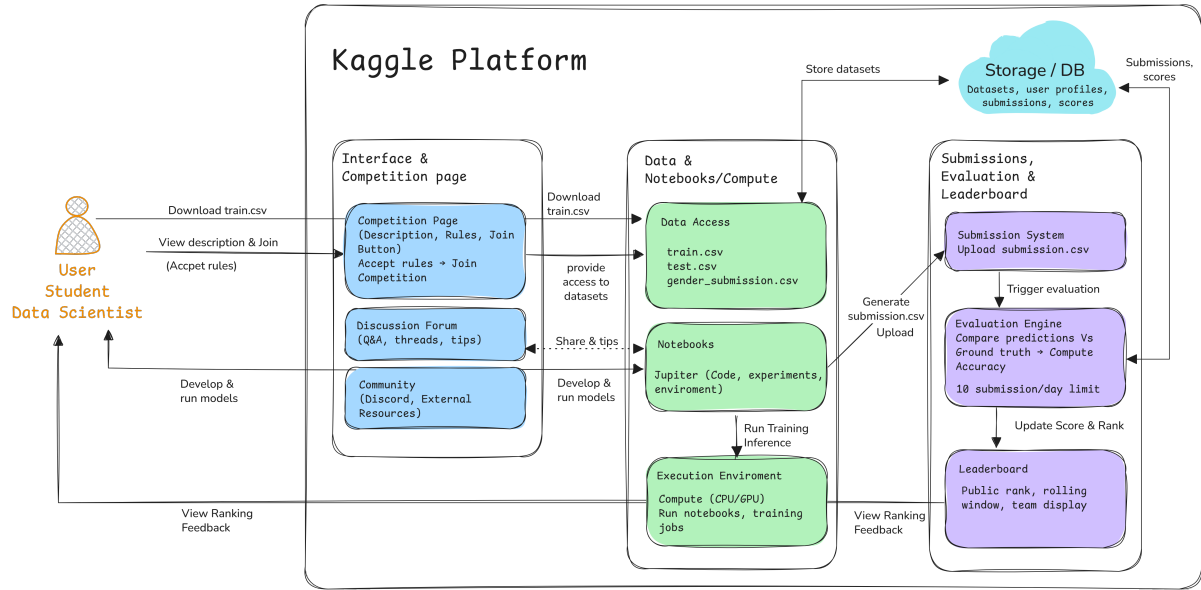 Kaggle Platform
Store datasets
Storage / DB
Datasets, user profiles,
submissions, scores
Submissions,
scores
Interface &
Competition page
Data &
Notebooks/Compute
Submissions,
Evaluation &
Leaderboard
User
Student
Data Scientist
Download train.csv
View description & Join
(Accpet rules)
Competition Page
(Description, Rules, Join
Button)
Accept rules → Join
Competition
Download
train.csv
provide
access to
datasets
Data Access
train.csv
test.csv
gender_submission.csv
Submission System
Upload submission.csv
Trigger evaluation
Generate
submission.csv
Upload
Discussion Forum
(Q&A, threads, tips)
Share & tips
Notebooks
Jupiter (Code, experiments,
enviroment)
Evaluation Engine
Compare predictions Vs
Ground truth → Compute
Accuracy
10 submission/day limit
Develop &
run models
Community
(Discord, External
Resources)
Develop &
run models
Run Training
Inference
Update Score & Rank
Execution Enviroment
Compute (CPU/GPU)
Run notebooks, training
jobs
Leaderboard
Public rank, rolling
window, team display
View Ranking
Feedback
View Ranking
Feedback